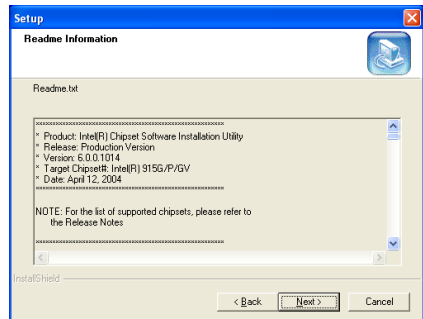 Setup
Readme Information
Readme.txt
************************************************************
* Product: Intel(R) Chipset Software Installation Utility
* Release: Production Version
* Version: 6.0.0.1014
* Target Chipset#: Intel(R) 915G/P/GV
* Date: April 12, 2004
************************************************************
NOTE: For the list of supported chipsets, please refer to
the Release Notes
************************************************************
InstallShield
< Back
Next >
Cancel